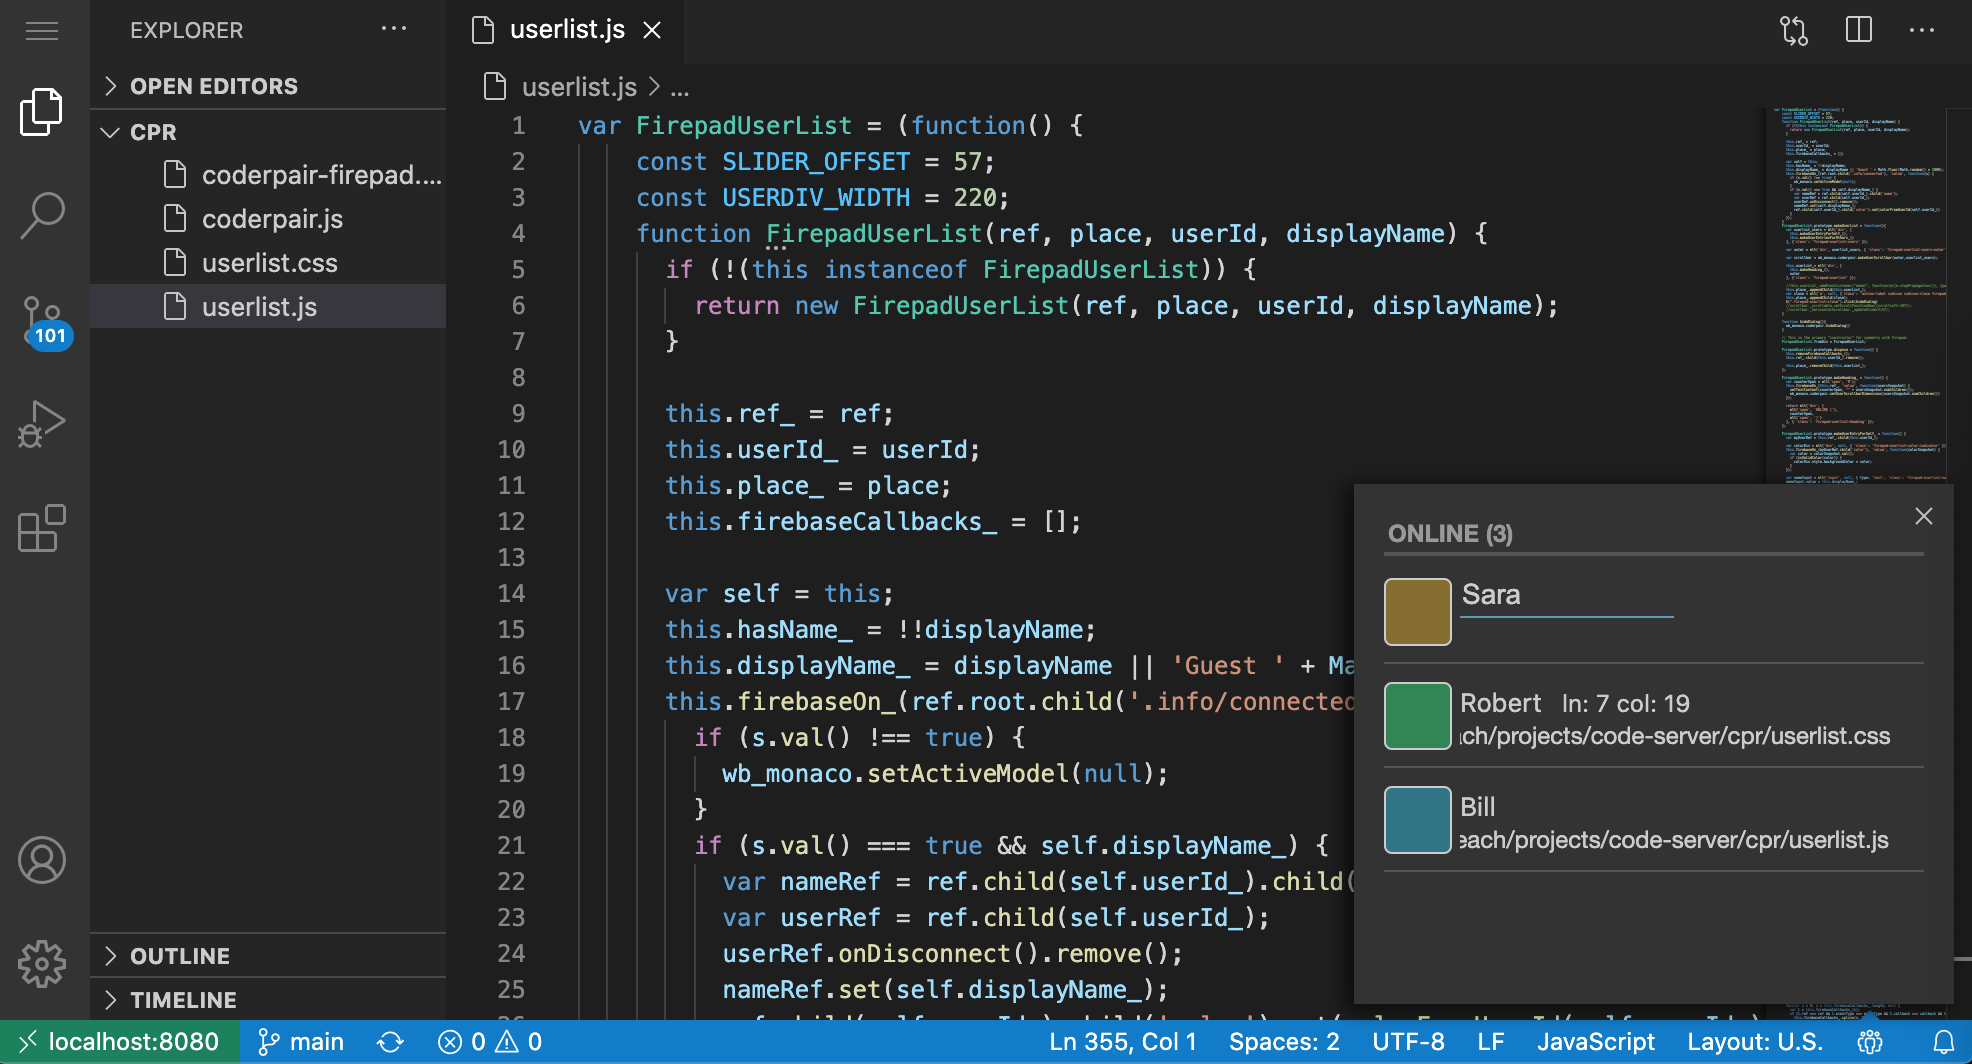 EXPLORER
OPEN EDITORS
CPR
coderpair-firepad....
coderpair.js
userlist.css
userlist.js
101
OUTLINE
TIMELINE
userlist.js
userlist.js > ...
1 var FirepadUserList = (function() {
2 const SLIDER_OFFSET = 57;
3 const USERDIV_WIDTH = 220;
4 function FirepadUserList(ref, place, userId, displayName) {
5 if (!(this instanceof FirepadUserList)) {
6 return new FirepadUserList(ref, place, userId, displayName);
7 }
8
9 this.ref_ = ref;
10 this.userId_ = userId;
11 this.place_ = place;
12 this.firebaseCallbacks_ = [];
13
14 var self = this;
15 this.hasName_ = !!displayName;
16 this.displayName_ = displayName || 'Guest ' + Ma
17 this.firebaseOn_(ref.root.child('.info/connected
18 if (s.val() !== true) {
19 wb_monaco.setActiveModel(null);
20 }
21 if (s.val() === true && self.displayName_) {
22 var nameRef = ref.child(self.userId_).child(
23 var userRef = ref.child(self.userId_);
24 userRef.onDisconnect().remove();
25 nameRef.set(self.displayName_);
ONLINE (3)
Sara
Robert ln: 7 col: 19
ach/projects/code-server/cpr/userlist.css
Bill
each/projects/code-server/cpr/userlist.js
localhost:8080 main 0 0 Ln 355, Col 1 Spaces: 2 UTF-8 LF JavaScript Layout: U.S.